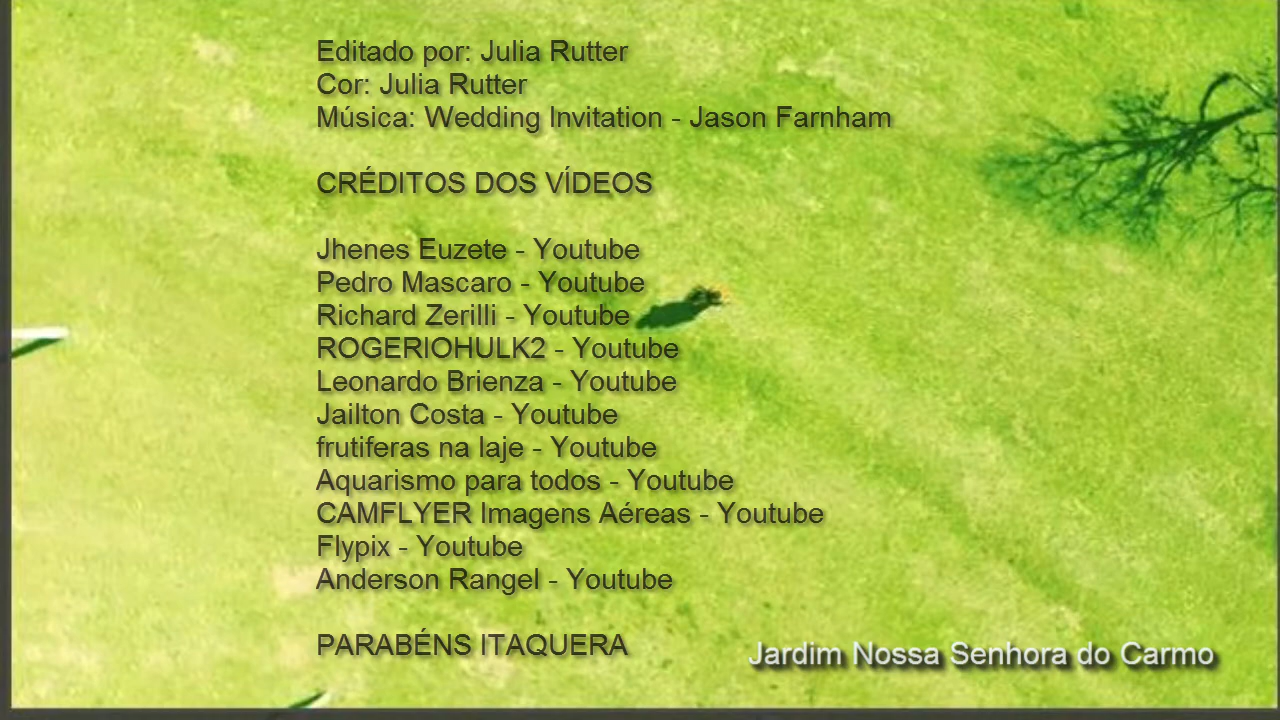 Editado por: Julia Rutter
Cor: Julia Rutter
Música: Wedding Invitation - Jason Farnham
CRÉDITOS DOS VÍDEOS
Jhenes Euzete - Youtube
Pedro Mascaro - Youtube
Richard Zerilli - Youtube
ROGERIOHULK2 - Youtube
Leonardo Brienza - Youtube
Jailton Costa - Youtube
frutiferas na laje - Youtube
Aquarismo para todos - Youtube
CAMFLYER Imagens Aéreas - Youtube
Flypix - Youtube
Anderson Rangel - Youtube
PARABÉNS ITAQUERA
Jardim Nossa Senhora do Carmo